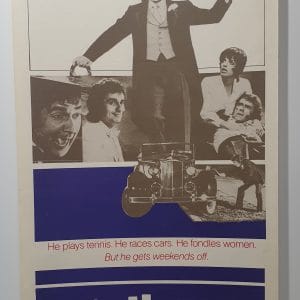 He plays tennis. He races cars. He fondles women.
But he gets weekends off.